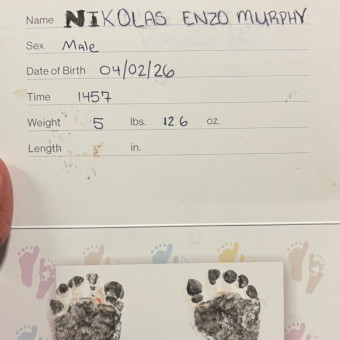 Name NIKOLAS ENZO MURPHY
Sex Male
Date of Birth 04/02/26
Time 1457
Weight 5 lbs. 12.6 oz.
Length in.